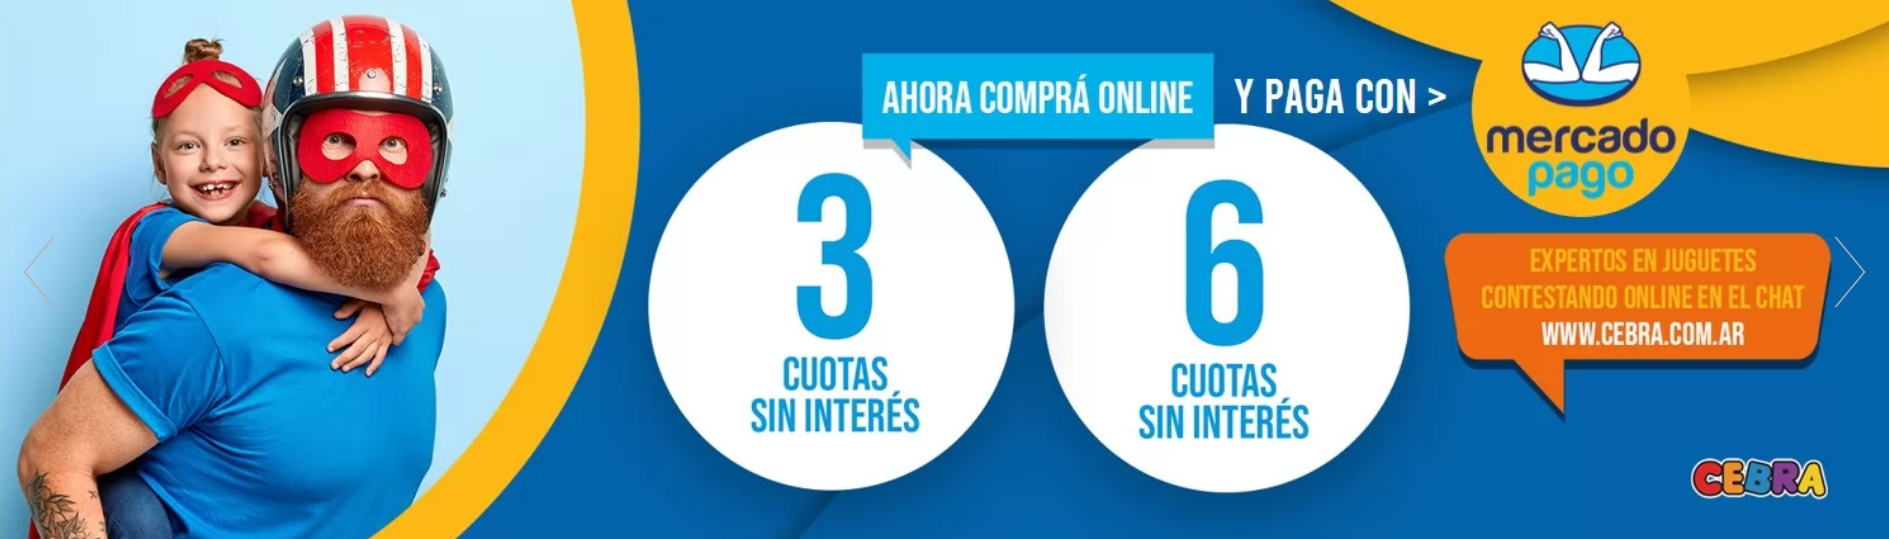 AHORA COMPRÁ ONLINE Y PAGA CON >
mercado
pago
3
CUOTAS
SIN INTERÉS
6
CUOTAS
SIN INTERÉS
EXPERTOS EN JUGUETES
CONTESTANDO ONLINE EN EL CHAT
WWW.CEBRA.COM.AR
CEBRA